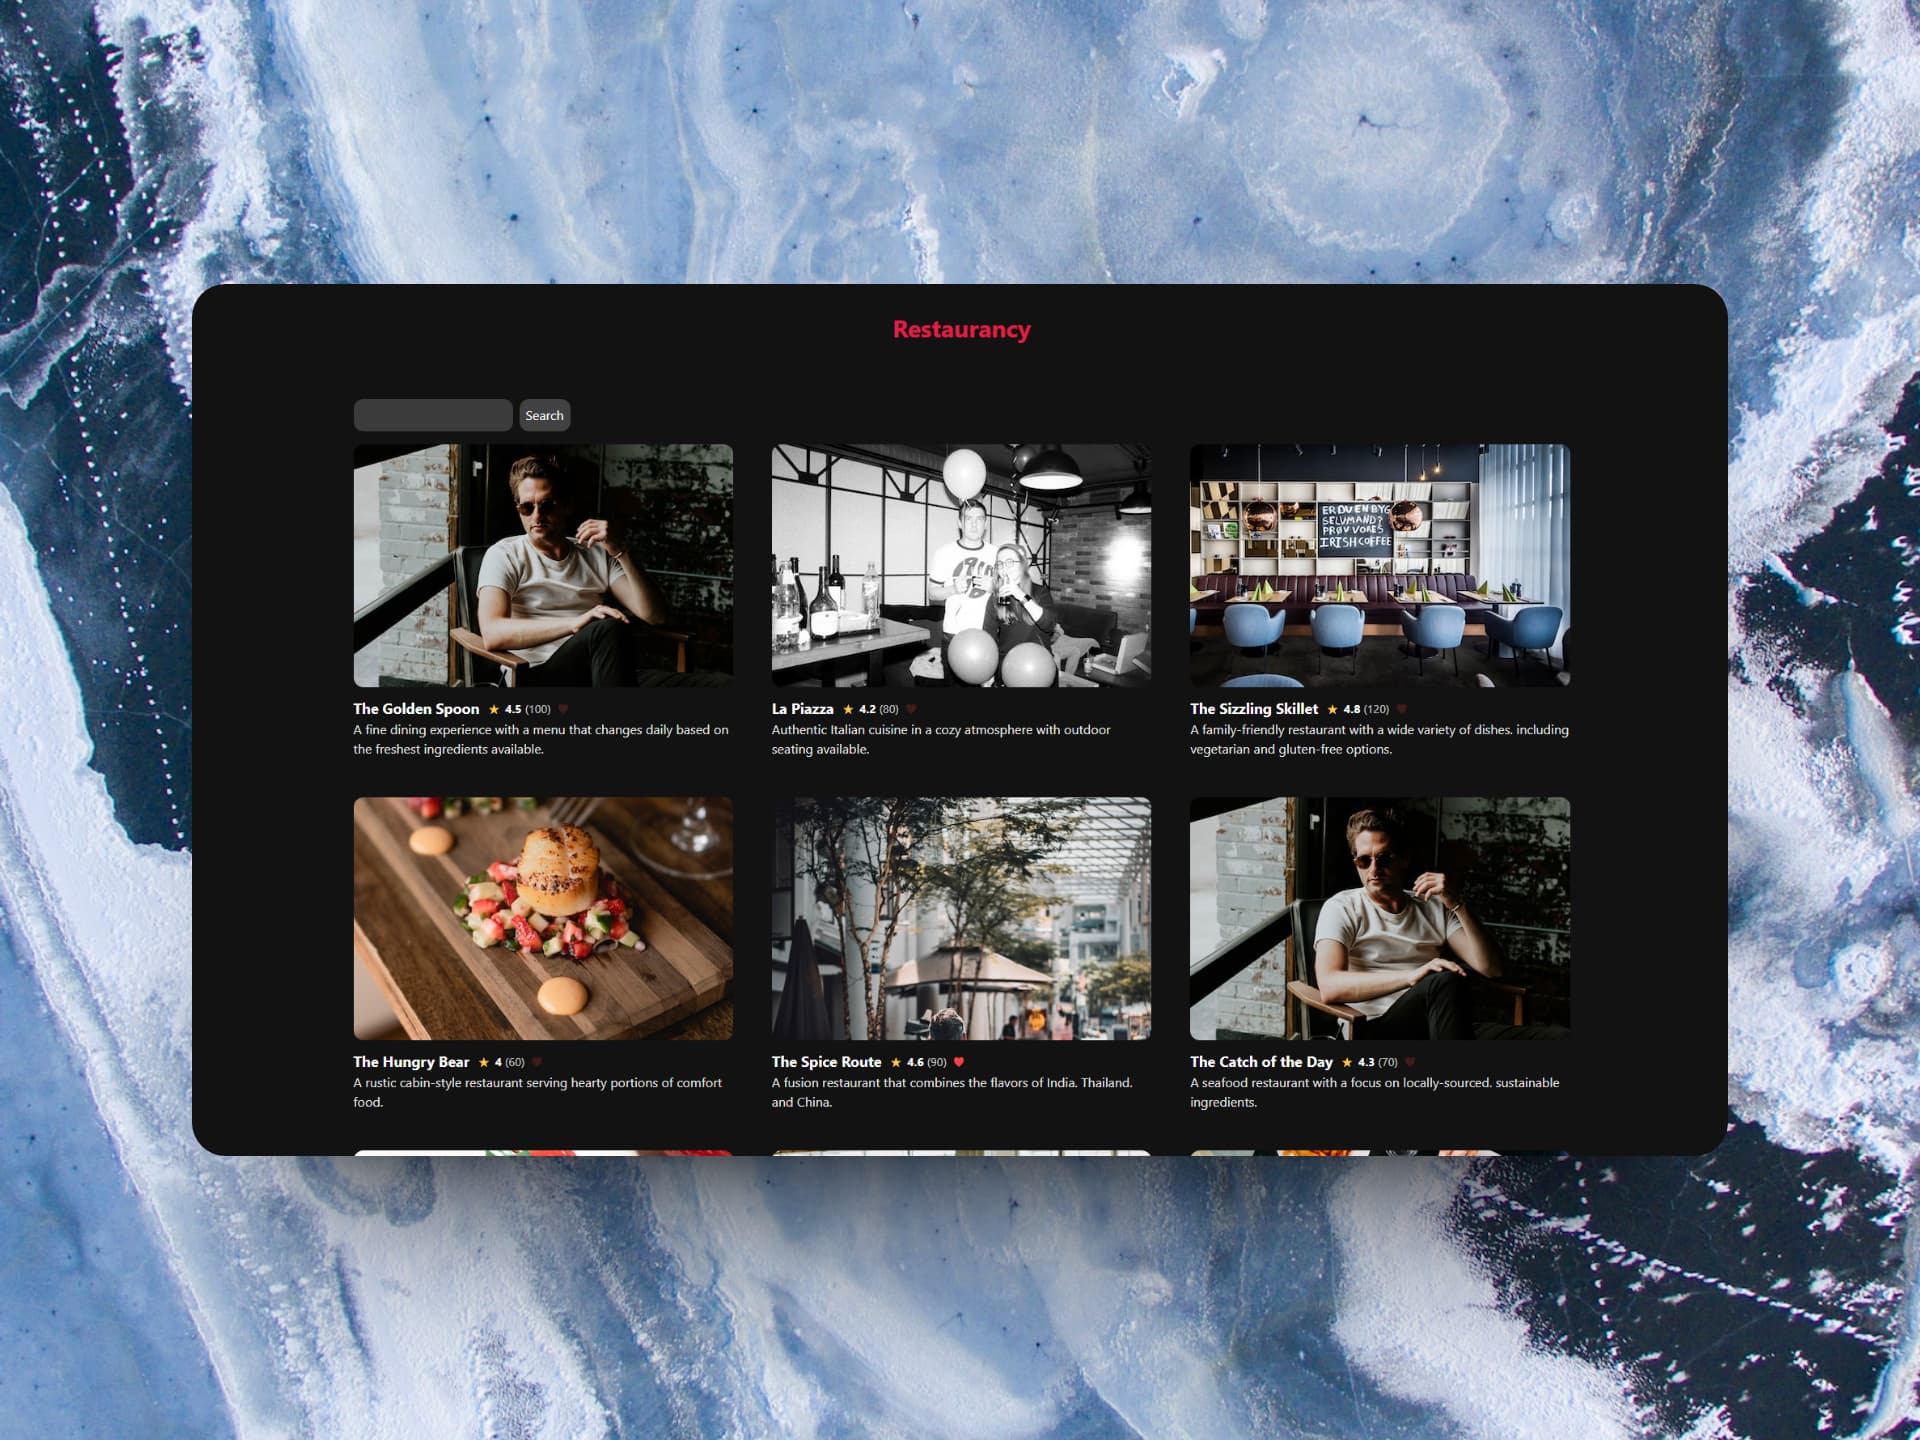 Restaurancy
Search
ER DU EN BYG
SELVMAND?
PRØV VORES
IRISH COFFEE
The Golden Spoon ★ 4.5 (100)
A fine dining experience with a menu that changes daily based on
the freshest ingredients available.
La Piazza ★ 4.2 (80)
Authentic Italian cuisine in a cozy atmosphere with outdoor
seating available.
The Sizzling Skillet ★ 4.8 (120)
A family-friendly restaurant with a wide variety of dishes. including
vegetarian and gluten-free options.
The Hungry Bear ★ 4 (60)
A rustic cabin-style restaurant serving hearty portions of comfort
food.
The Spice Route ★ 4.6 (90)
A fusion restaurant that combines the flavors of India. Thailand.
and China.
The Catch of the Day ★ 4.3 (70)
A seafood restaurant with a focus on locally-sourced. sustainable
ingredients.